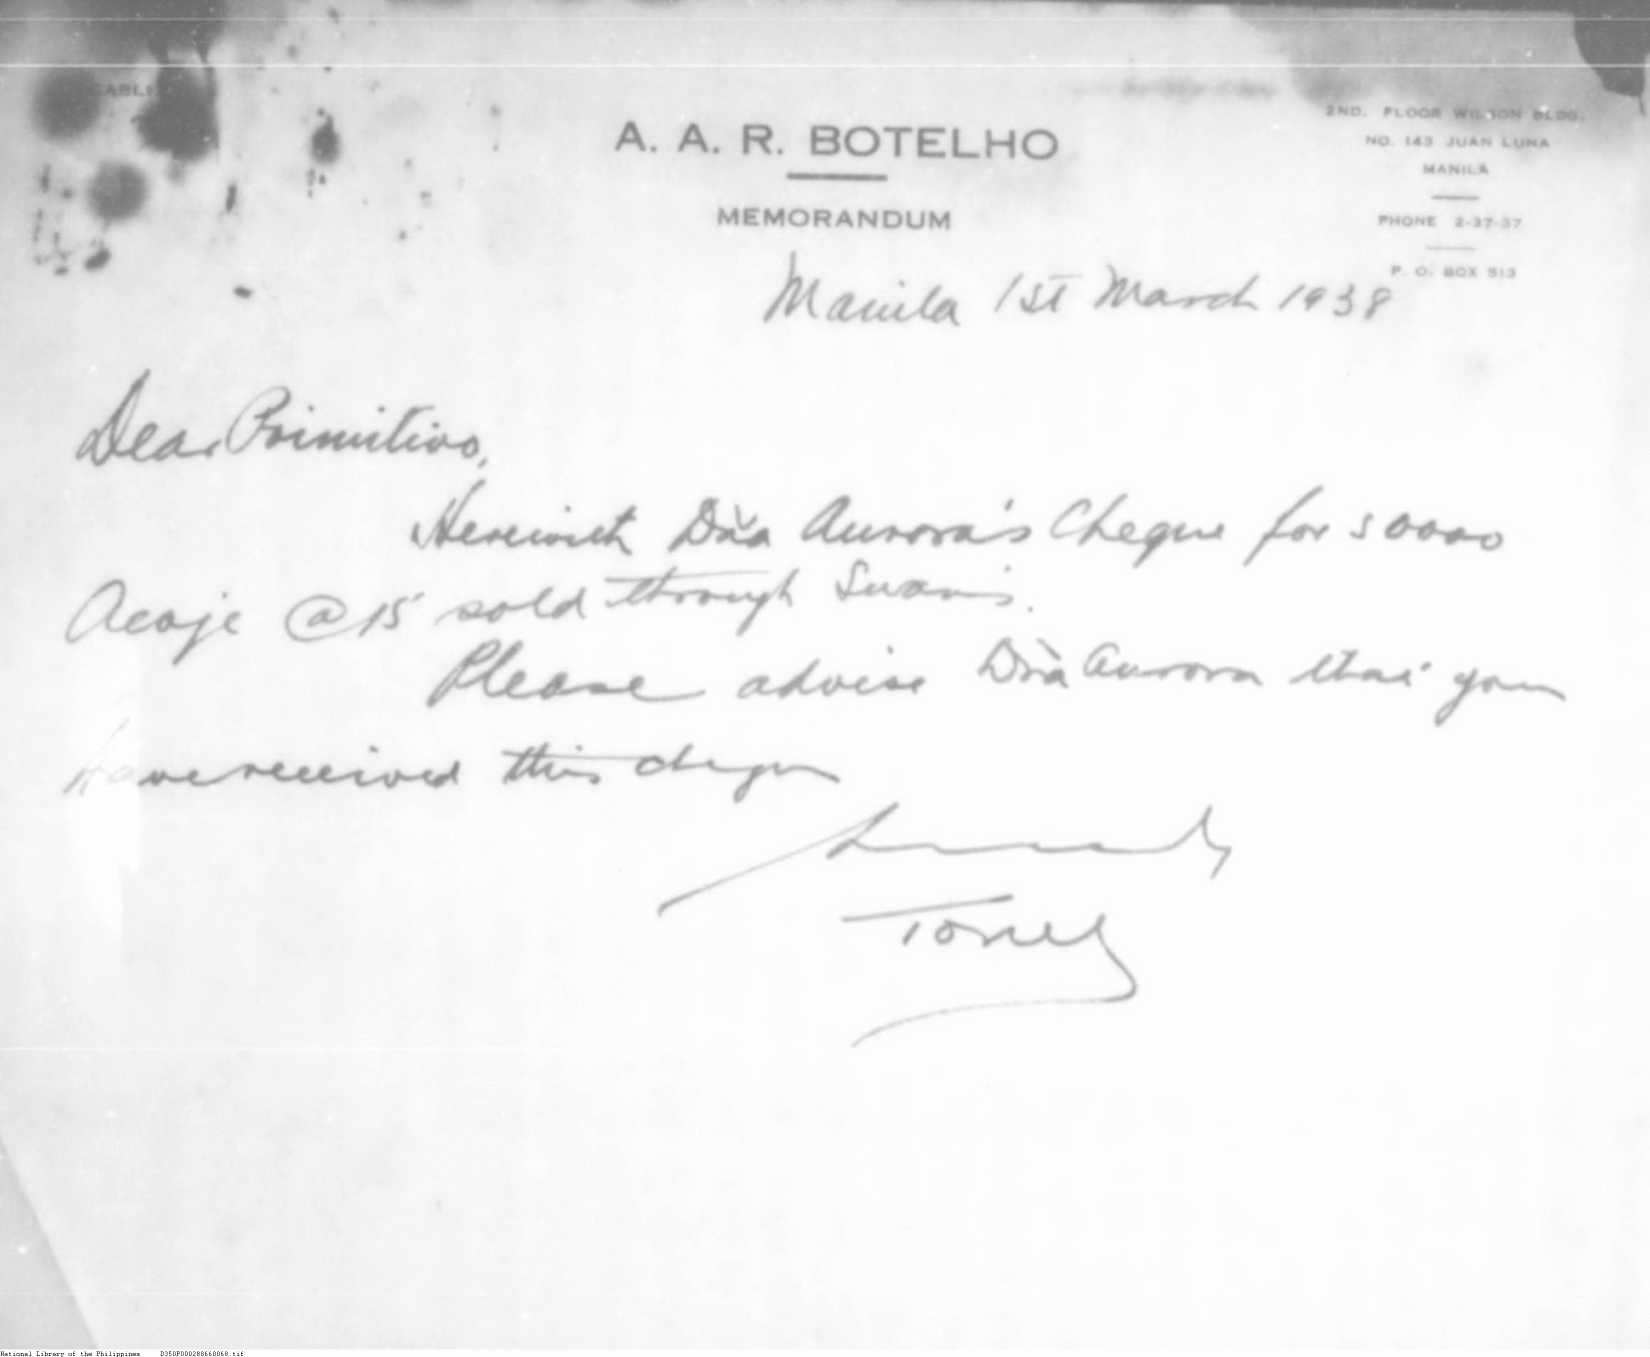 CABLE
A. A. R. BOTELHO
MEMORANDUM
2ND. FLOOR WILSON BLDG.
NO. 143 JUAN LUNA
MANILA
PHONE 2-37-37
P. O. BOX 513
Manila 1st March 1938
Dear Primitivo,
Herewith Dña Aurora's Cheque for 50000
Acoje @ 15 sold through Swan's.
Please advise Dña Aurora that you
have received this cheque
Tony
National Library of the Philippines